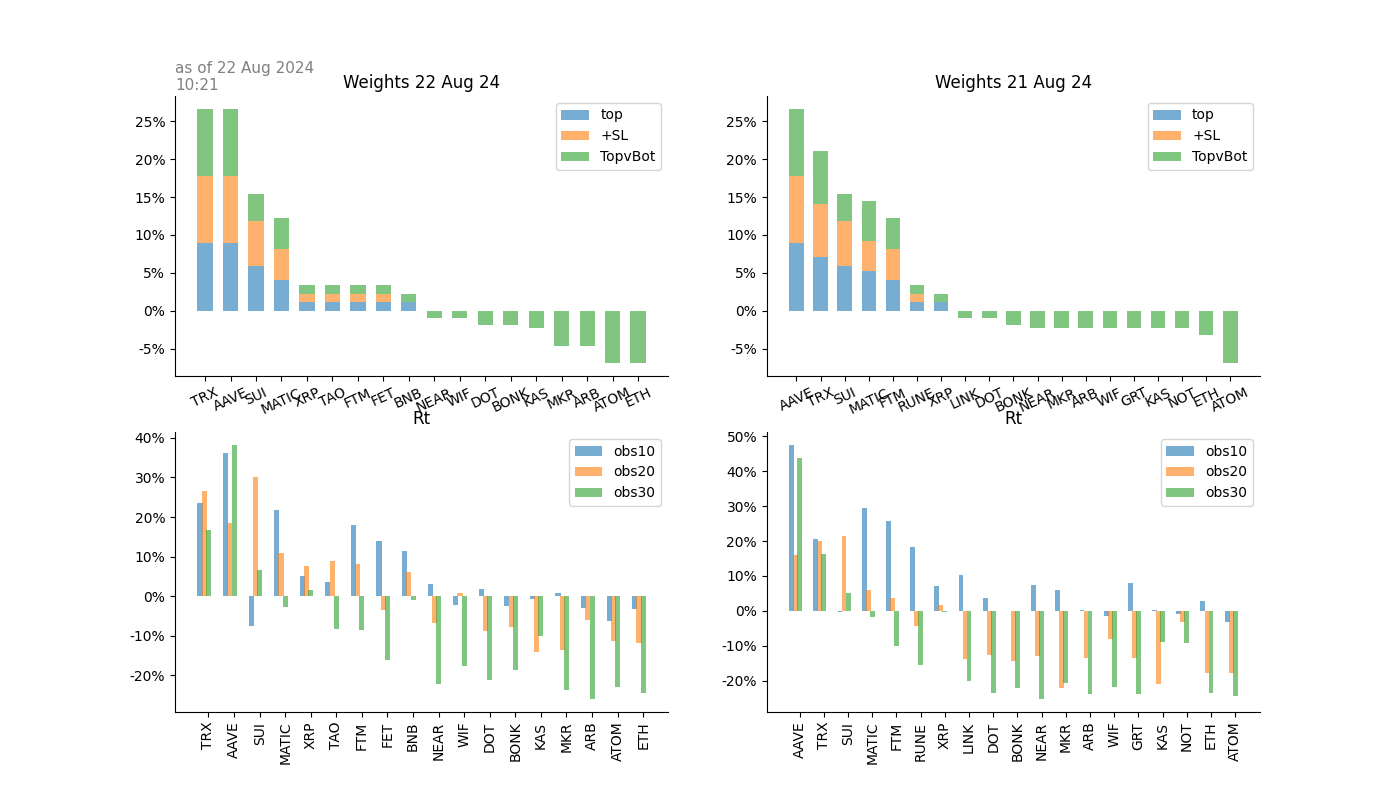 as of 22 Aug 2024
10:21
Weights 22 Aug 24
25%
20%
15%
10%
5%
0%
-5%
top
+SL
TopvBot
TRX AAVE SUI MATIC XRP TAO FTM FET BNB NEAR WIF DOT BONK KAS MKR ARB ATOM ETH
Weights 21 Aug 24
25%
20%
15%
10%
5%
0%
-5%
top
+SL
TopvBot
AAVE TRX SUI MATIC FTM RUNE XRP LINK DOT BONK NEAR MKR ARB WIF GRT KAS NOT ETH ATOM
Rt
40%
30%
20%
10%
0%
-10%
-20%
obs10
obs20
obs30
TRX AAVE SUI MATIC XRP TAO FTM FET BNB NEAR WIF DOT BONK KAS MKR ARB ATOM ETH
Rt
50%
40%
30%
20%
10%
0%
-10%
-20%
obs10
obs20
obs30
AAVE TRX SUI MATIC FTM RUNE XRP LINK DOT BONK NEAR MKR ARB WIF GRT KAS NOT ETH ATOM